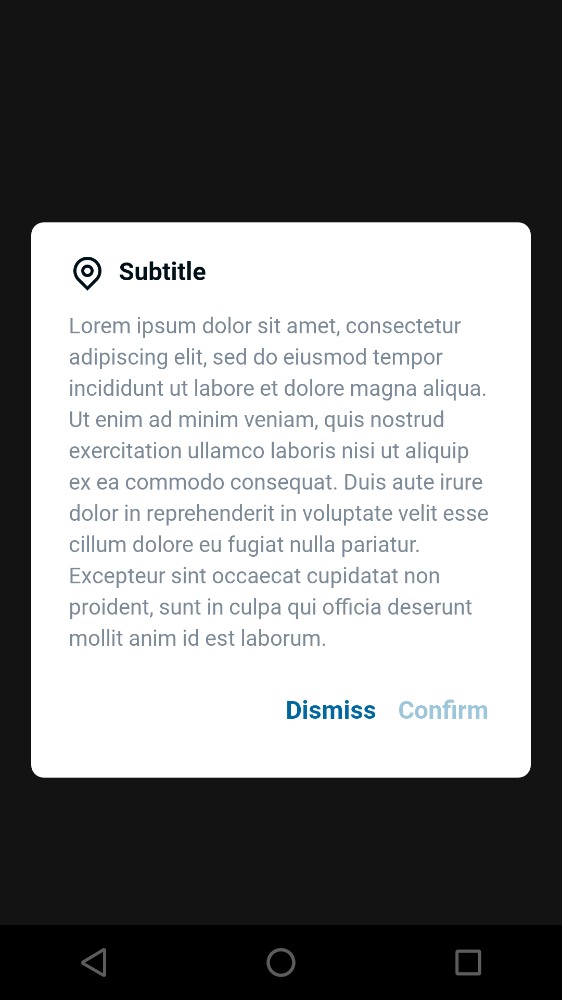 Subtitle
Lorem ipsum dolor sit amet, consectetur
adipiscing elit, sed do eiusmod tempor
incididunt ut labore et dolore magna aliqua.
Ut enim ad minim veniam, quis nostrud
exercitation ullamco laboris nisi ut aliquip
ex ea commodo consequat. Duis aute irure
dolor in reprehenderit in voluptate velit esse
cillum dolore eu fugiat nulla pariatur.
Excepteur sint occaecat cupidatat non
proident, sunt in culpa qui officia deserunt
mollit anim id est laborum.
Dismiss Confirm